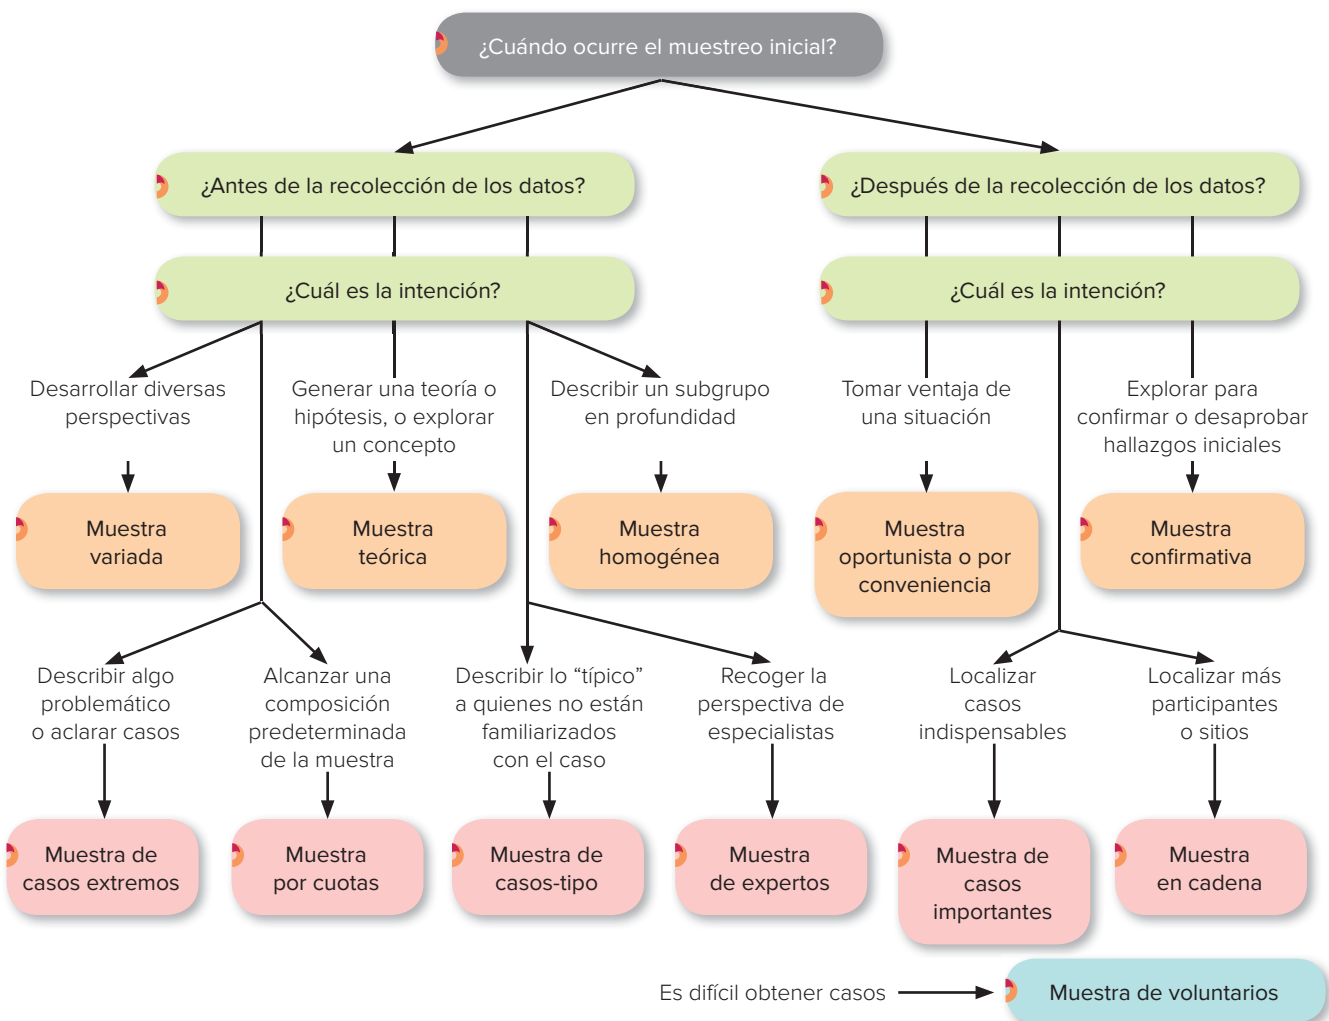 ¿Cuándo ocurre el muestreo inicial?
¿Antes de la recolección de los datos?
¿Después de la recolección de los datos?
¿Cuál es la intención?
¿Cuál es la intención?
Desarrollar diversas
perspectivas
Generar una teoría o
hipótesis, o explorar
un concepto
Describir un subgrupo
en profundidad
Tomar ventaja de
una situación
Explorar para
confirmar o desaprobar
hallazgos iniciales
Muestra
variada
Muestra
teórica
Muestra
homogénea
Muestra
oportunista o por
conveniencia
Muestra
confirmativa
Describir algo
problemático
o aclarar casos
Alcanzar una
composición
predeterminada
de la muestra
Describir lo “típico”
a quienes no están
familiarizados
con el caso
Recoger la
perspectiva de
especialistas
Localizar
casos
indispensables
Localizar más
participantes
o sitios
Muestra de
casos extremos
Muestra
por cuotas
Muestra de
casos-tipo
Muestra
de expertos
Muestra de
casos
importantes
Muestra
en cadena
Es difícil obtener casos
Muestra de voluntarios